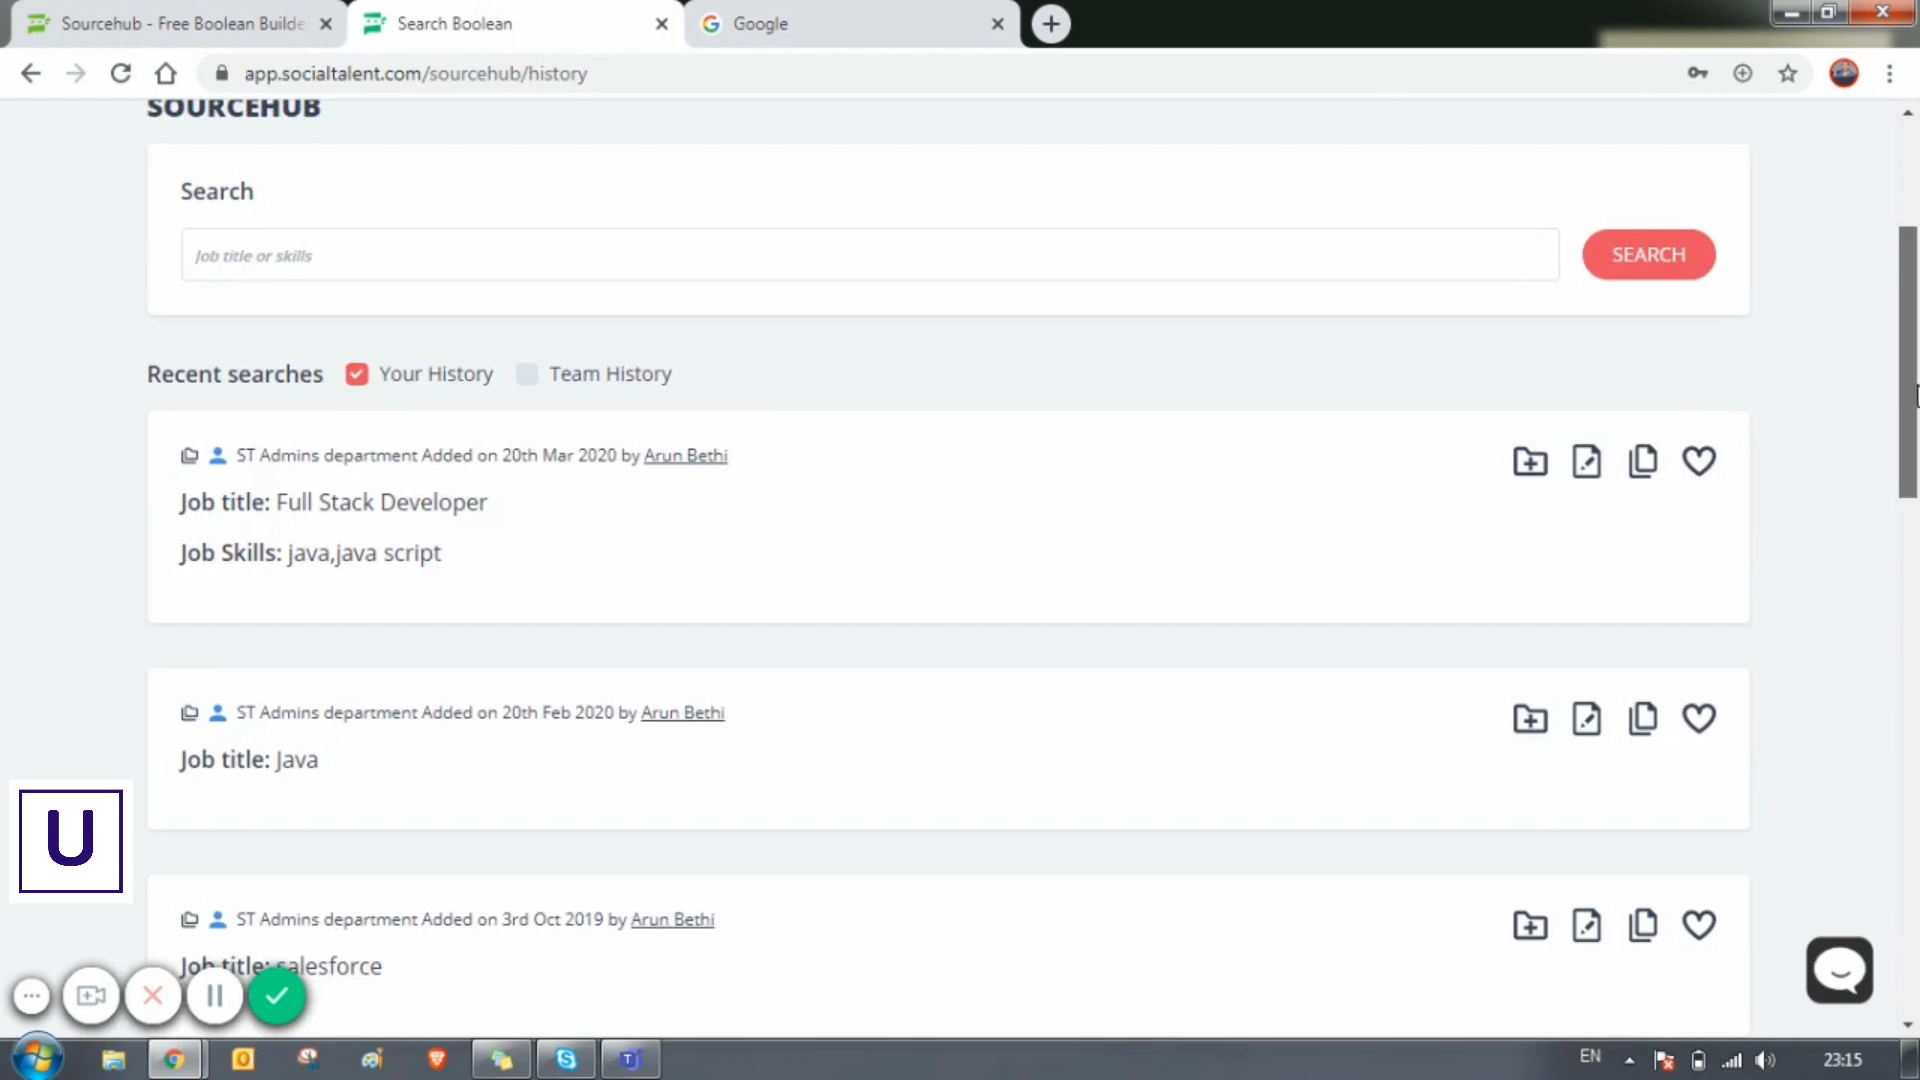 Sourcehub - Free Boolean Builde
Search Boolean
Google
app.socialtalent.com/sourcehub/history
SOURCEHUB
Search
Job title or skills
SEARCH
Recent searches
Your History
Team History
ST Admins department Added on 20th Mar 2020 by Arun Bethi
Job title: Full Stack Developer
Job Skills: java,java script
ST Admins department Added on 20th Feb 2020 by Arun Bethi
Job title: Java
U
ST Admins department Added on 3rd Oct 2019 by Arun Bethi
Job title: salesforce
EN
23:15